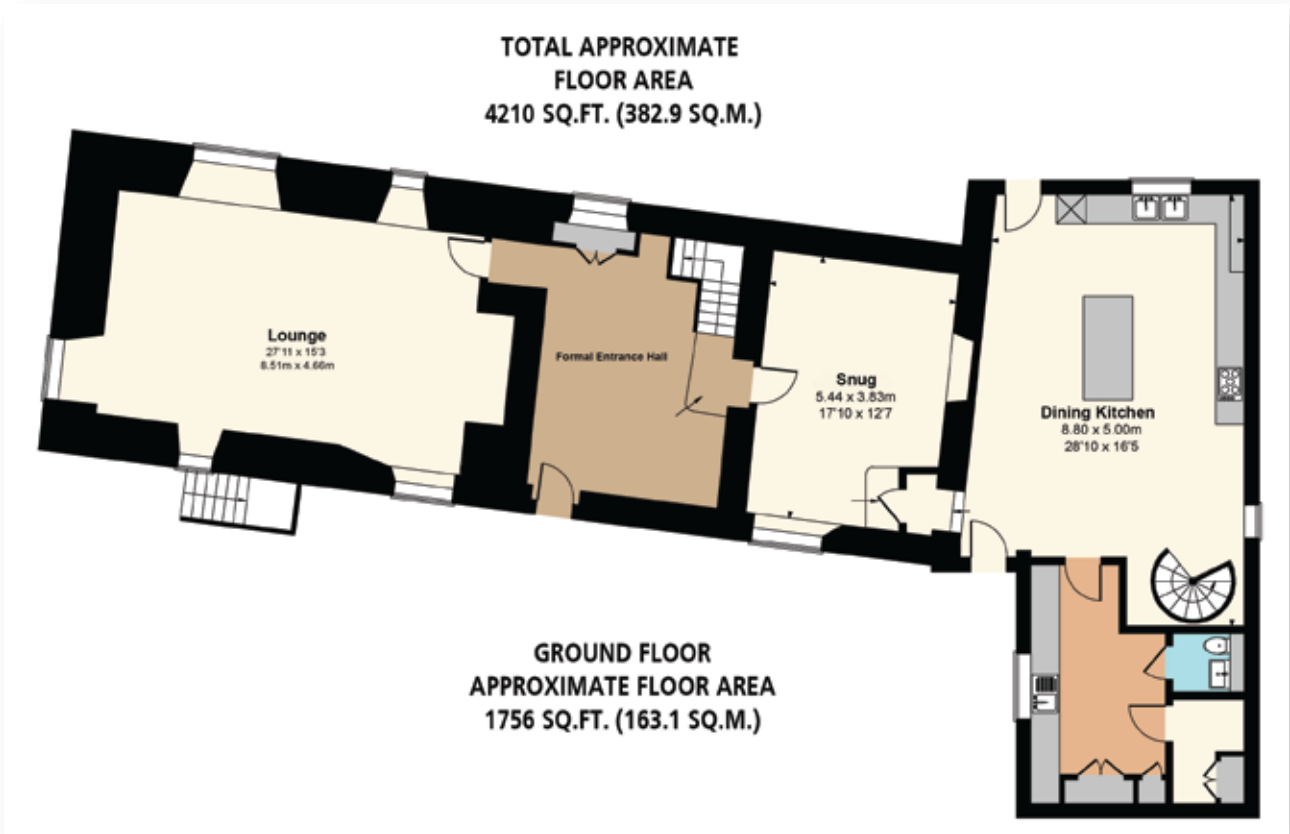 TOTAL APPROXIMATE
FLOOR AREA
4210 SQ.FT. (382.9 SQ.M.)
Lounge
27'11 x 15'3
8.51m x 4.66m
Formal Entrance Hall
Snug
5.44 x 3.83m
17'10 x 12'7
Dining Kitchen
8.80 x 5.00m
28'10 x 16'5
GROUND FLOOR
APPROXIMATE FLOOR AREA
1756 SQ.FT. (163.1 SQ.M.)